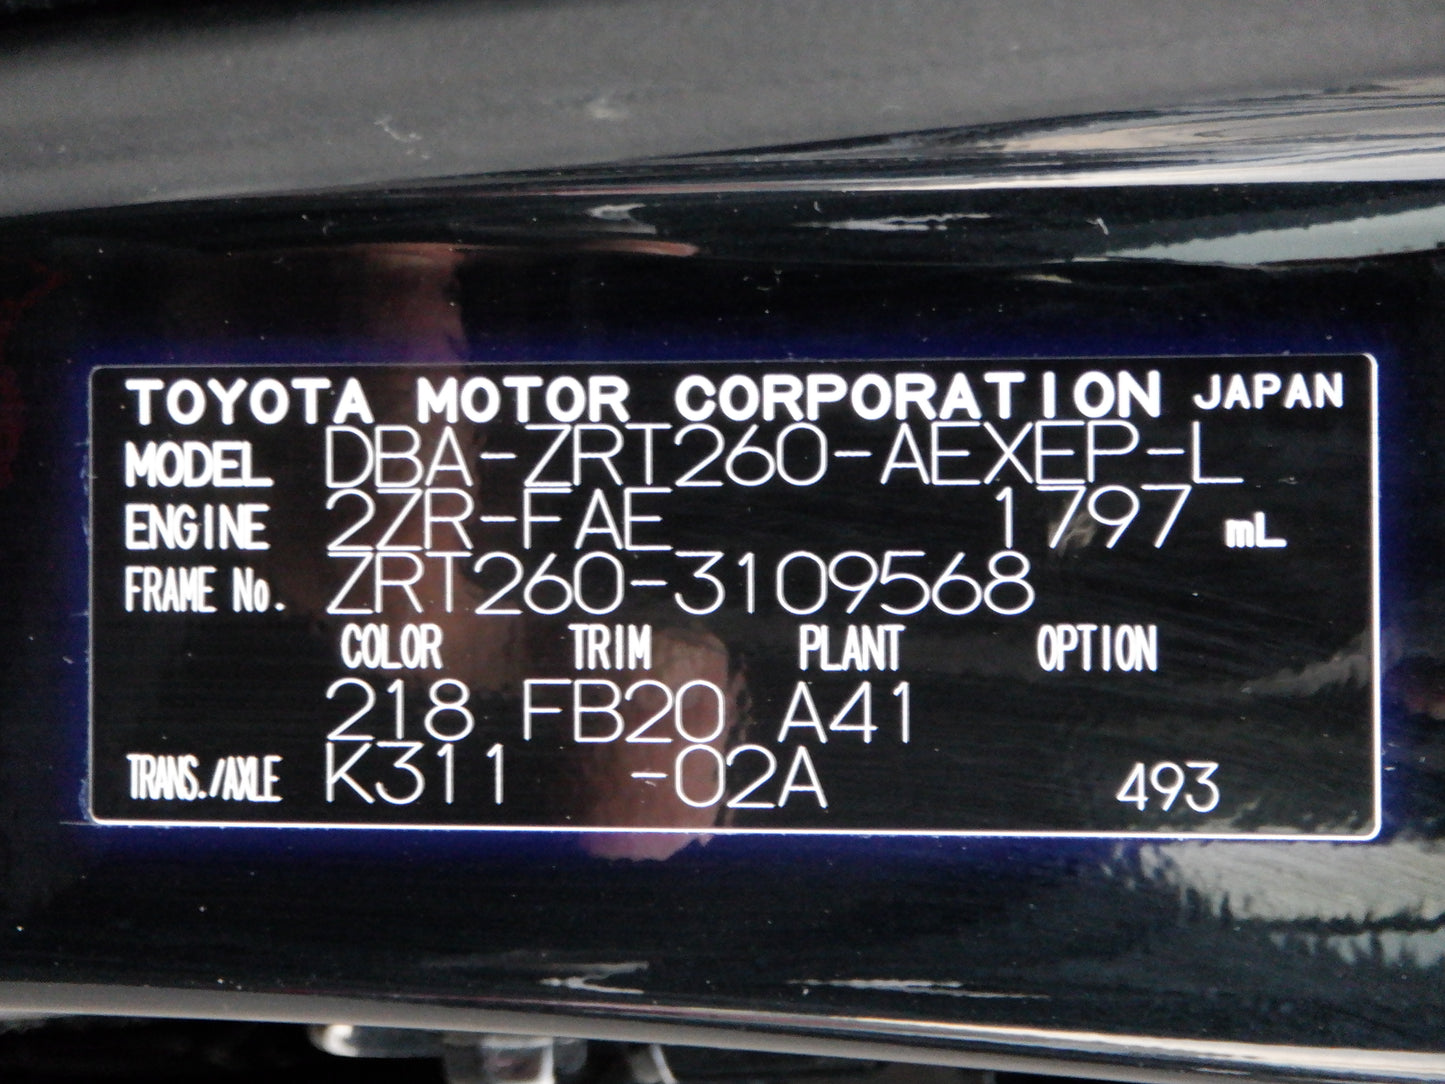 TOYOTA MOTOR CORPORATION JAPAN
MODEL DBA-ZRT260-AEXEP-L
ENGINE 2ZR-FAE 1797 mL
FRAME No. ZRT260-3109568
COLOR TRIM PLANT OPTION
218 FB20 A41
TRANS./AXLE K311 -02A 493